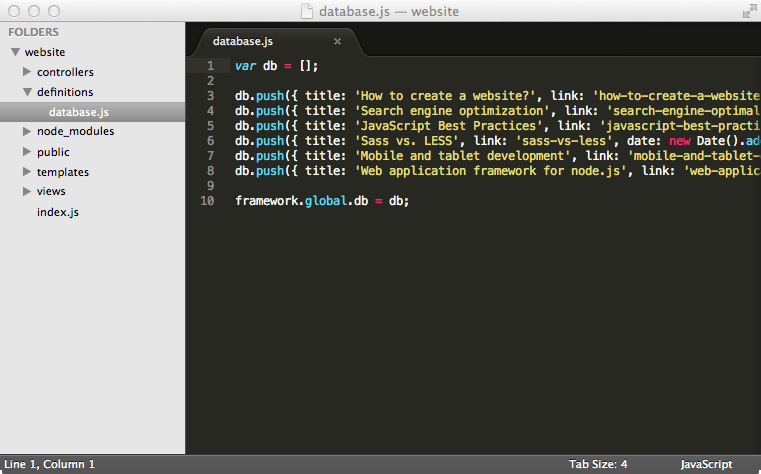 database.js — website
FOLDERS
website
controllers
definitions
database.js
node_modules
public
templates
views
index.js
database.js ×
1 var db = [];
2
3 db.push({ title: 'How to create a website?', link: 'how-to-create-a-website
4 db.push({ title: 'Search engine optimization', link: 'search-engine-optimal
5 db.push({ title: 'JavaScript Best Practices', link: 'javascript-best-practi
6 db.push({ title: 'Sass vs. LESS', link: 'sass-vs-less', date: new Date().add
7 db.push({ title: 'Mobile and tablet development', link: 'mobile-and-tablet-
8 db.push({ title: 'Web application framework for node.js', link: 'web-applic
9
10 framework.global.db = db;
Line 1, Column 1
Tab Size: 4
JavaScript